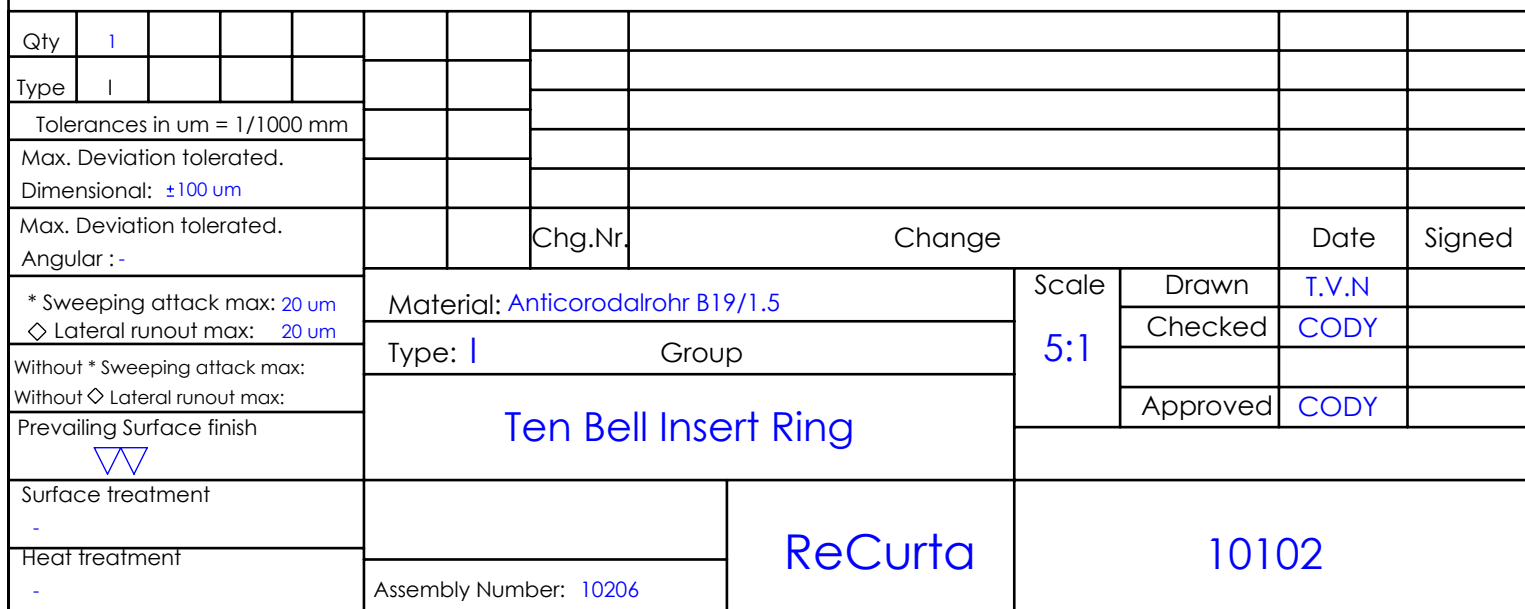 Qty 1
Type I
Tolerances in um = 1/1000 mm
Max. Deviation tolerated.
Dimensional: ±100 um
Max. Deviation tolerated.
Angular : -
* Sweeping attack max: 20 um
◇ Lateral runout max: 20 um
Without * Sweeping attack max:
Without ◇ Lateral runout max:
Prevailing Surface finish
Surface treatment
-
Heat treatment
-
Chg.Nr. Change Date Signed
Material: Anticorodalrohr B19/1.5
Type: I Group
Ten Bell Insert Ring
Assembly Number: 10206
ReCurta
Scale
5:1
Drawn T.V.N
Checked CODY
Approved CODY
10102